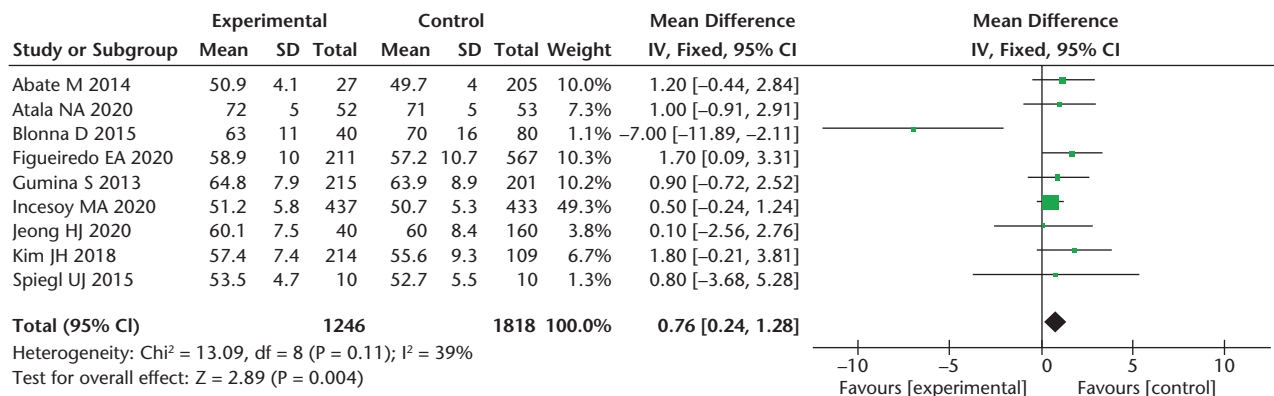 Experimental Control Mean Difference Mean Difference
Study or Subgroup Mean SD Total Mean SD Total Weight IV, Fixed, 95% CI IV, Fixed, 95% CI
Abate M 2014 50.9 4.1 27 49.7 4 205 10.0% 1.20 [−0.44, 2.84]
Atala NA 2020 72 5 52 71 5 53 7.3% 1.00 [−0.91, 2.91]
Blonna D 2015 63 11 40 70 16 80 1.1% −7.00 [−11.89, −2.11]
Figueiredo EA 2020 58.9 10 211 57.2 10.7 567 10.3% 1.70 [0.09, 3.31]
Gumina S 2013 64.8 7.9 215 63.9 8.9 201 10.2% 0.90 [−0.72, 2.52]
Incesoy MA 2020 51.2 5.8 437 50.7 5.3 433 49.3% 0.50 [−0.24, 1.24]
Jeong HJ 2020 60.1 7.5 40 60 8.4 160 3.8% 0.10 [−2.56, 2.76]
Kim JH 2018 57.4 7.4 214 55.6 9.3 109 6.7% 1.80 [−0.21, 3.81]
Spiegl UJ 2015 53.5 4.7 10 52.7 5.5 10 1.3% 0.80 [−3.68, 5.28]
Total (95% CI) 1246 1818 100.0% 0.76 [0.24, 1.28]
Heterogeneity: Chi² = 13.09, df = 8 (P = 0.11); I² = 39%
Test for overall effect: Z = 2.89 (P = 0.004)
−10 −5 0 5 10
Favours [experimental] Favours [control]